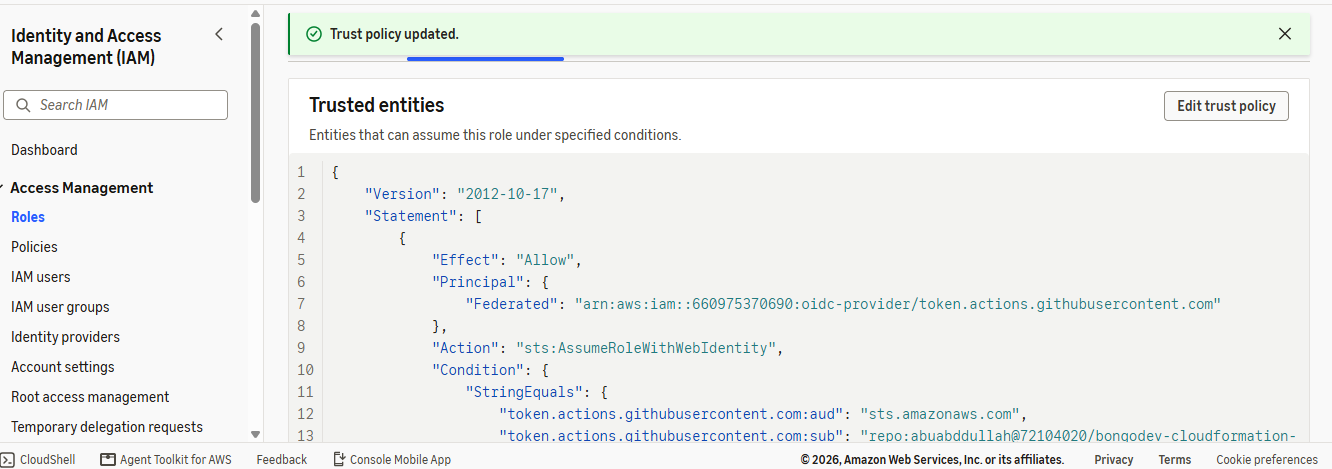 Identity and Access
Management (IAM)
Search IAM
Dashboard
Access Management
Roles
Policies
IAM users
IAM user groups
Identity providers
Account settings
Root access management
Temporary delegation requests
Trust policy updated.
Trusted entities
Edit trust policy
Entities that can assume this role under specified conditions.
1 {
2 "Version": "2012-10-17",
3 "Statement": [
4 {
5 "Effect": "Allow",
6 "Principal": {
7 "Federated": "arn:aws:iam::660975370690:oidc-provider/token.actions.githubusercontent.com"
8 },
9 "Action": "sts:AssumeRoleWithWebIdentity",
10 "Condition": {
11 "StringEquals": {
12 "token.actions.githubusercontent.com:aud": "sts.amazonaws.com",
13 "token.actions.githubusercontent.com:sub": "repo:abuabddullah@72104020/bongodev-cloudformation-
CloudShell Agent Toolkit for AWS Feedback Console Mobile App © 2026, Amazon Web Services, Inc. or its affiliates. Privacy Terms Cookie preferences